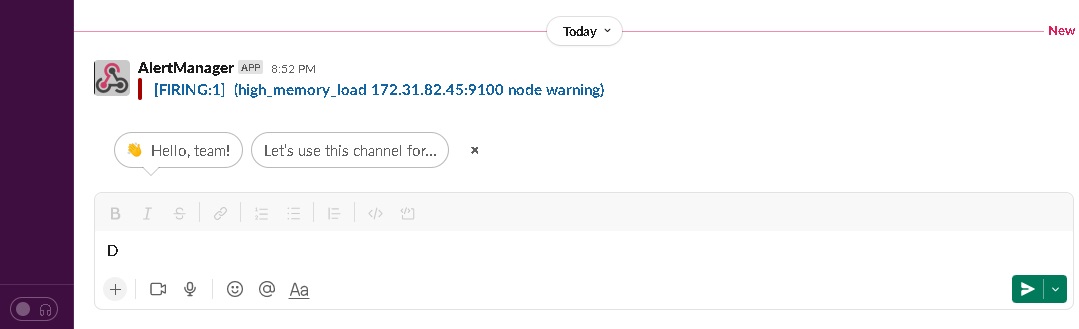 Today
New
AlertManager APP 8:52 PM
[FIRING:1] (high_memory_load 172.31.82.45:9100 node warning)
👋 Hello, team! Let's use this channel for... ×
B I S
D
+ @ Aa